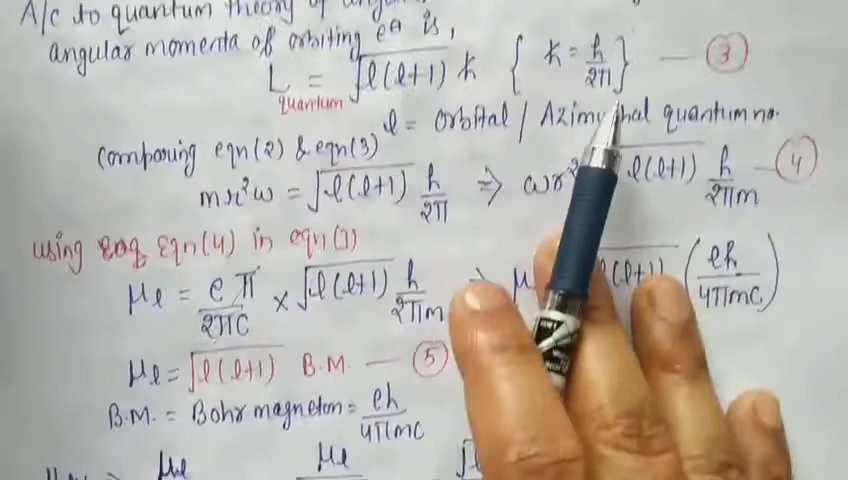 A/c to quantum theory of
angular momenta of orbiting e^n is,
L quantum = √l(l+1) ħ { ħ = h/2π } — ③
l = orbital / quantum no.
comparing eqn(2) & eqn(3)
mr²ω = √l(l+1) h/2π ⇒ ωr² l(l+1) h/2πm — ④
using Eqn(4) in eqn(1)
μl = e π/2πc × √l(l+1) h/2πm ⇒ μ l(l+1) (eh/4πmc)
μl = √l(l+1) B.M. — ⑤
B.M. = Bohr magneton = eh/4πmc
μl μl